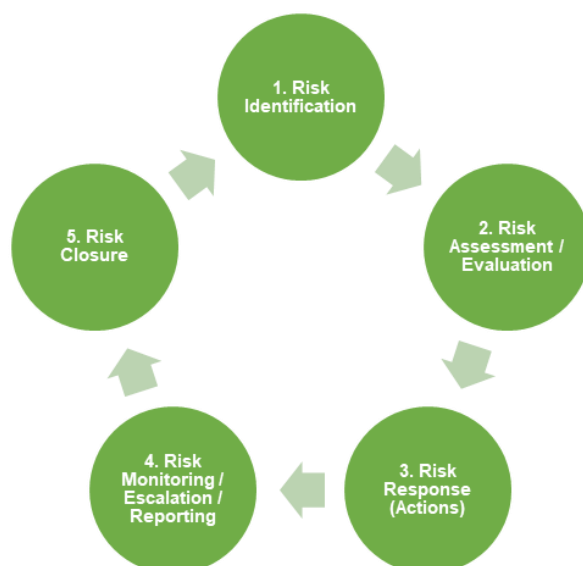 1. Risk
Identification
2. Risk
Assessment /
Evaluation
3. Risk
Response
(Actions)
4. Risk
Monitoring /
Escalation /
Reporting
5. Risk
Closure